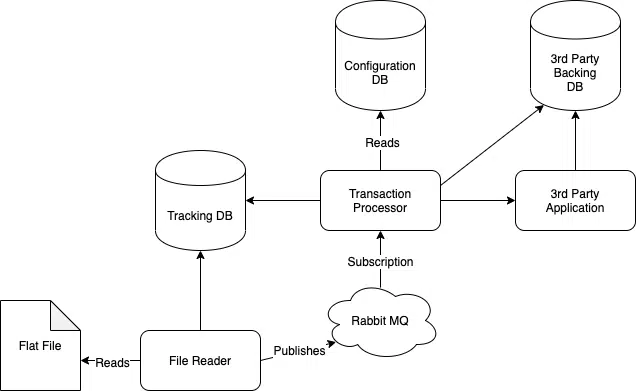 Configuration
DB
3rd Party
Backing
DB
Reads
Tracking DB
Transaction
Processor
3rd Party
Application
Subscription
Rabbit MQ
Flat File
Reads
File Reader
Publishes